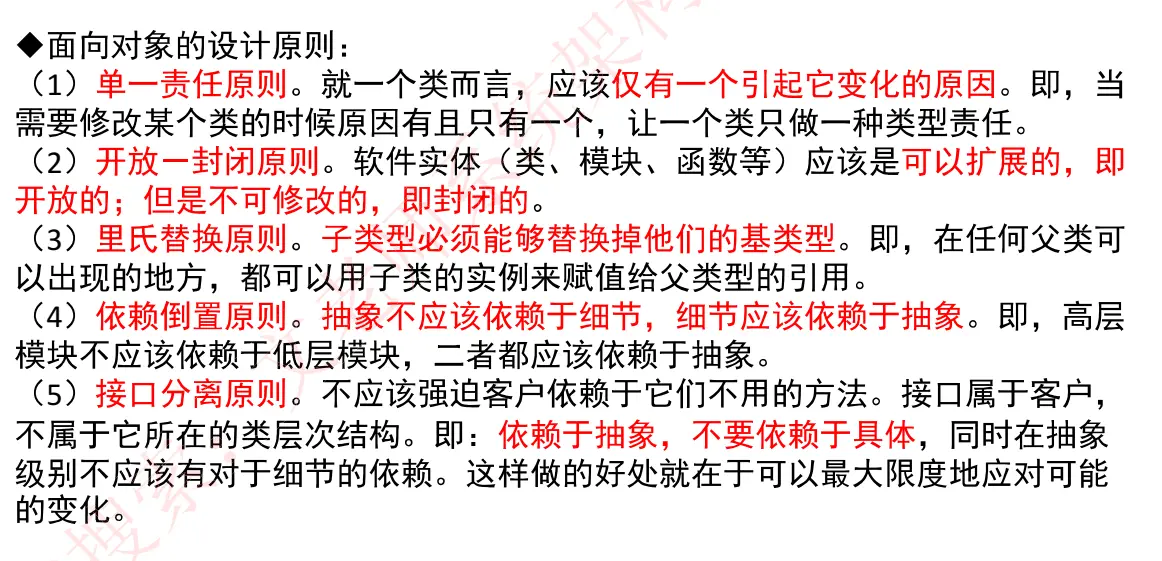 ◆面向对象的设计原则：
（1）单一责任原则。就一个类而言，应该仅有一个引起它变化的原因。即，当
需要修改某个类的时候原因有且只有一个，让一个类只做一种类型责任。
（2）开放一封闭原则。软件实体（类、模块、函数等）应该是可以扩展的，即
开放的；但是不可修改的，即封闭的。
（3）里氏替换原则。子类型必须能够替换掉他们的基类型。即，在任何父类可
以出现的地方，都可以用子类的实例来赋值给父类型的引用。
（4）依赖倒置原则。抽象不应该依赖于细节，细节应该依赖于抽象。即，高层
模块不应该依赖于低层模块，二者都应该依赖于抽象。
（5）接口分离原则。不应该强迫客户依赖于它们不用的方法。接口属于客户，
不属于它所在的类层次结构。即：依赖于抽象，不要依赖于具体，同时在抽象
级别不应该有对于细节的依赖。这样做的好处就在于可以最大限度地应对可能
的变化。